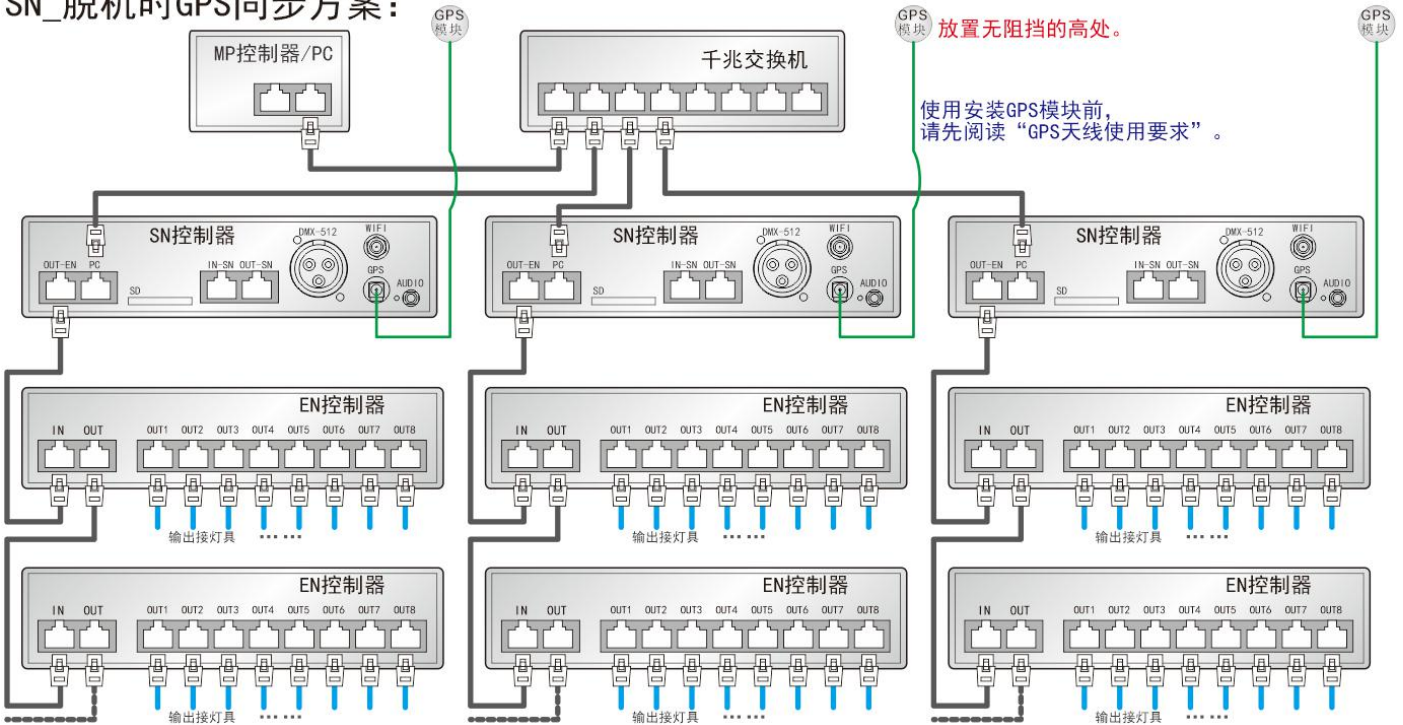 SN_脱机时GPS同步方案:
GPS
模块
GPS
模块
放置无阻挡的高处。
GPS
模块
MP控制器/PC
千兆交换机
使用安装GPS模块前,
请先阅读“GPS天线使用要求”。
SN控制器
DMX-512
WIFI
OUT-EN PC
IN-SN OUT-SN
GPS
AUDIO
SD
SN控制器
DMX-512
WIFI
OUT-EN PC
IN-SN OUT-SN
GPS
AUDIO
SD
SN控制器
DMX-512
WIFI
OUT-EN PC
IN-SN OUT-SN
GPS
AUDIO
SD
EN控制器
IN OUT
OUT1 OUT2 OUT3 OUT4 OUT5 OUT6 OUT7 OUT8
输出接灯具 ……
EN控制器
IN OUT
OUT1 OUT2 OUT3 OUT4 OUT5 OUT6 OUT7 OUT8
输出接灯具 ……
EN控制器
IN OUT
OUT1 OUT2 OUT3 OUT4 OUT5 OUT6 OUT7 OUT8
输出接灯具 ……
EN控制器
IN OUT
OUT1 OUT2 OUT3 OUT4 OUT5 OUT6 OUT7 OUT8
输出接灯具 ……
EN控制器
IN OUT
OUT1 OUT2 OUT3 OUT4 OUT5 OUT6 OUT7 OUT8
输出接灯具 ……
EN控制器
IN OUT
OUT1 OUT2 OUT3 OUT4 OUT5 OUT6 OUT7 OUT8
输出接灯具 ……